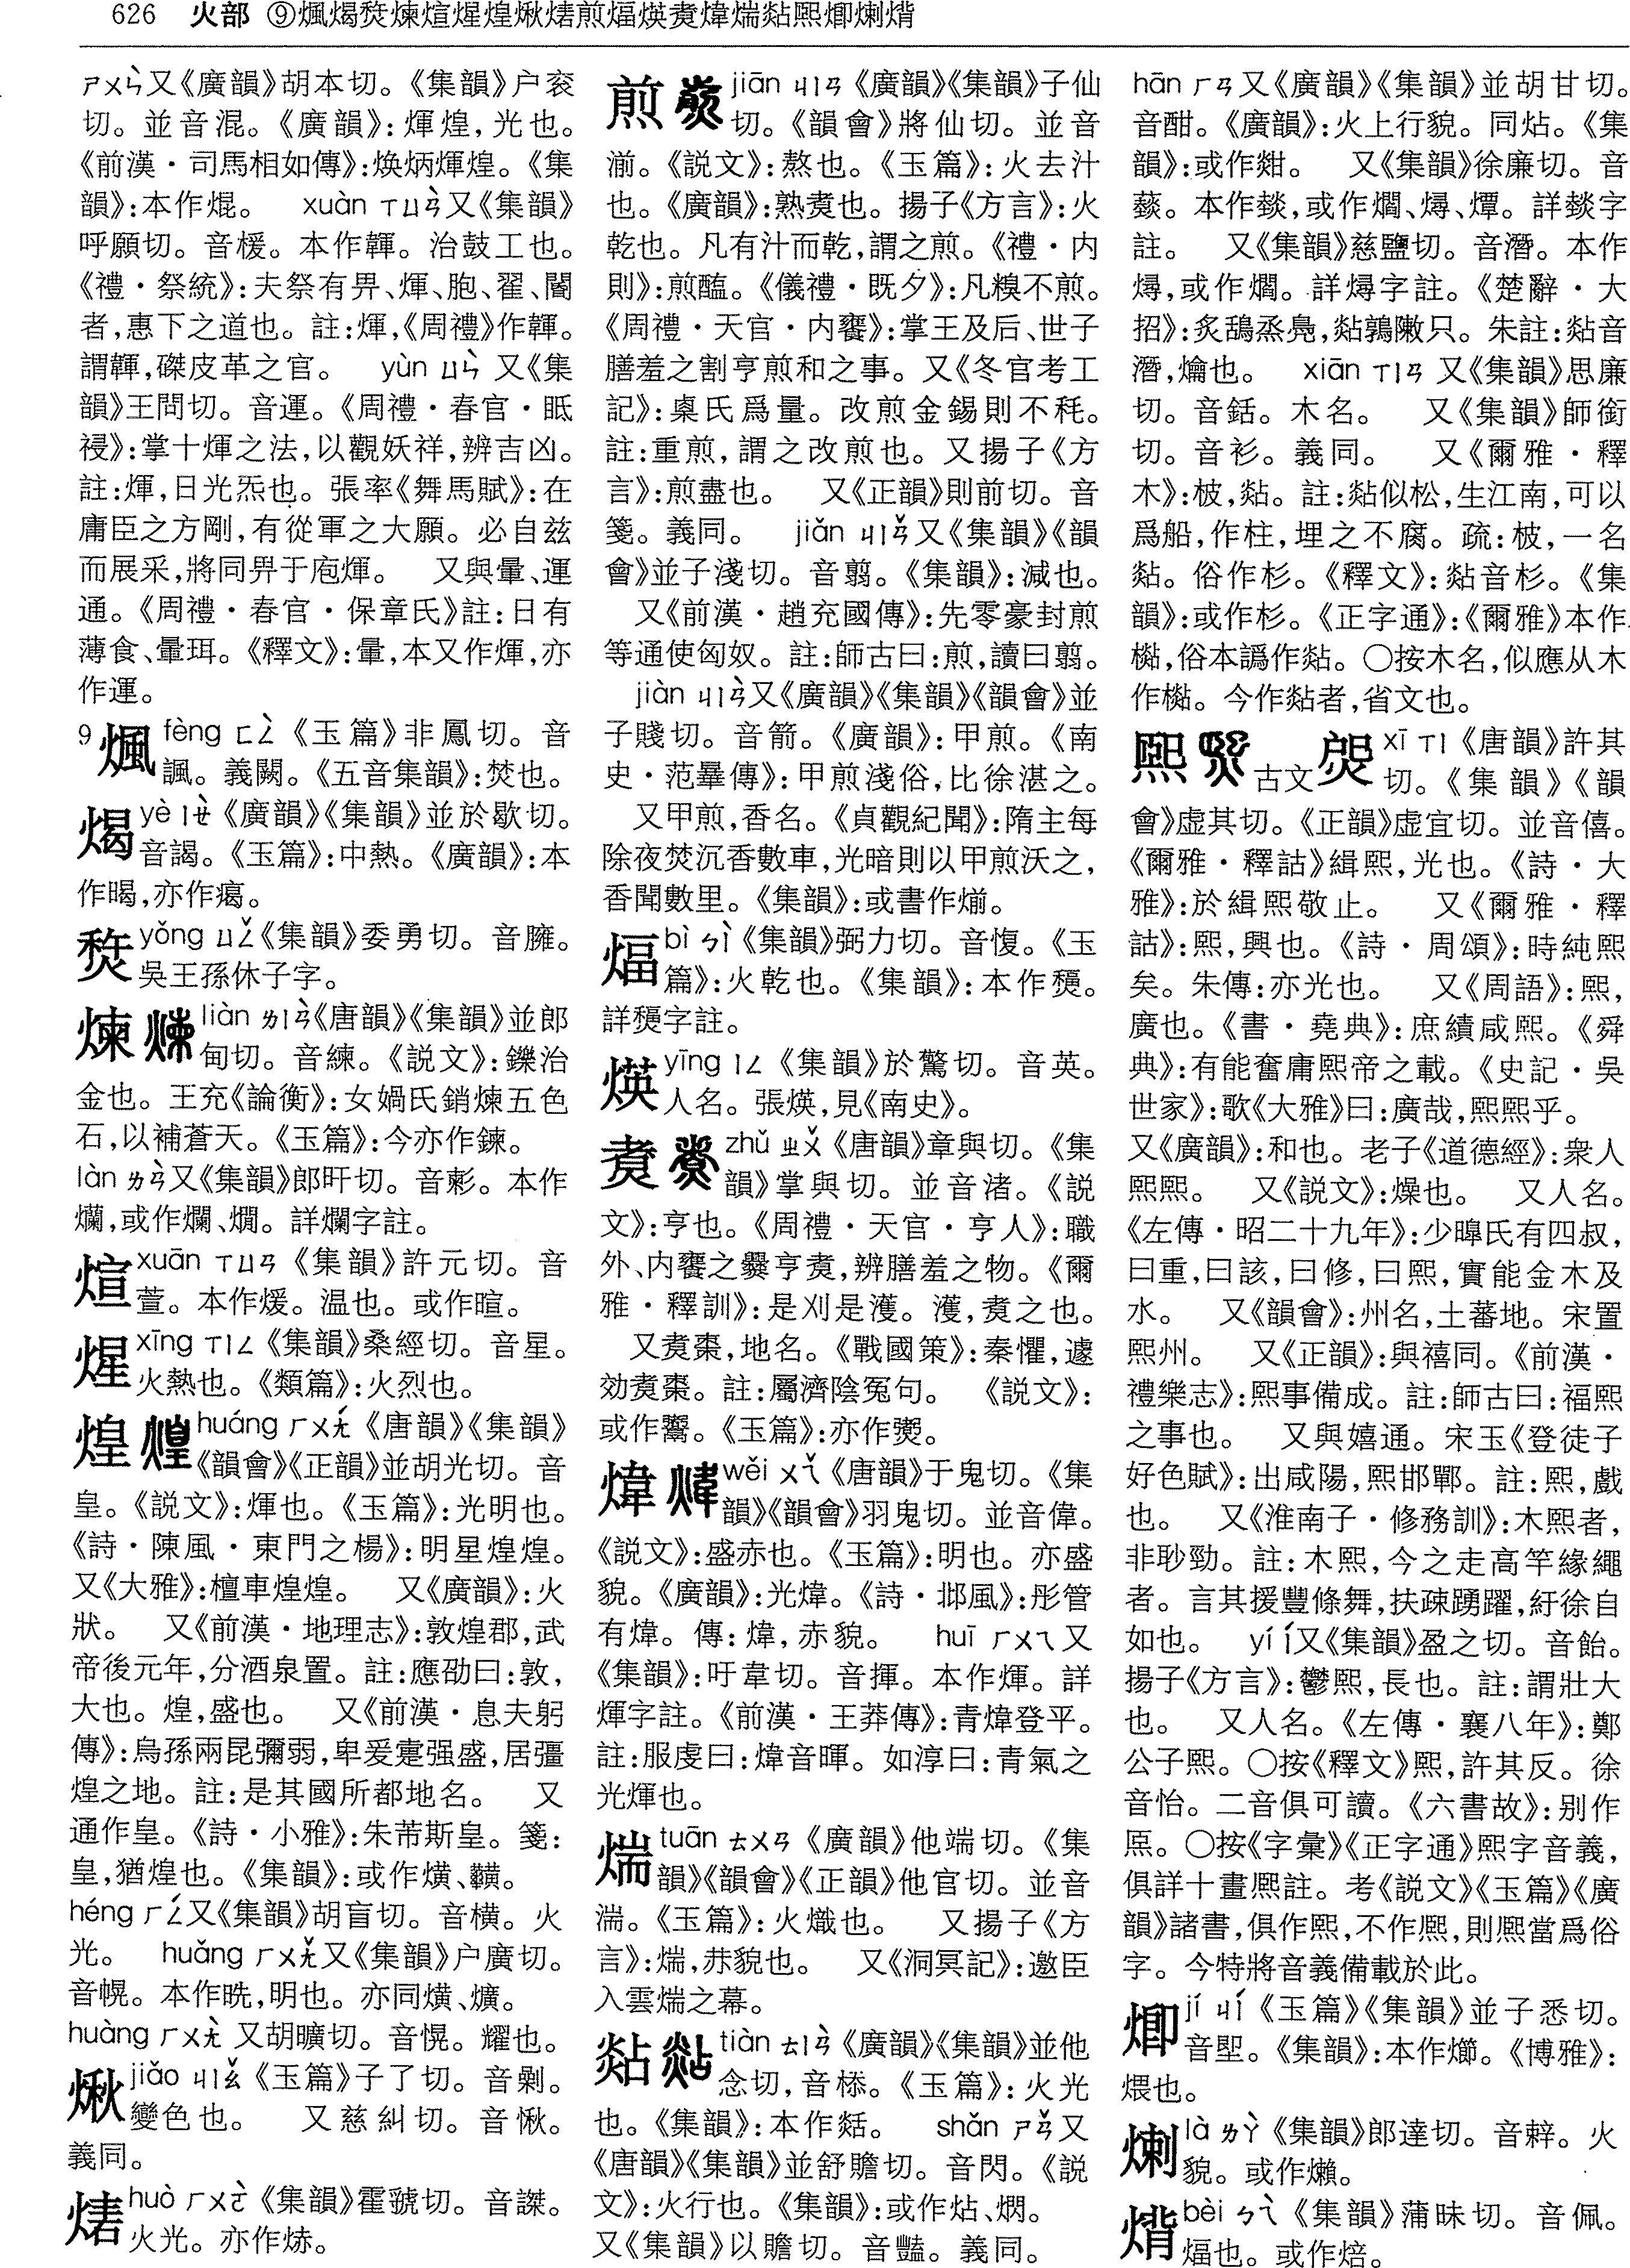 626 火部 ⑨煈煬煭煉煊煋煌煍煮煎煏煐煑煒煓煔熙煯煷煰
ㄏㄨㄣˋ又《廣韻》胡本切。《集韻》户衮
切。並音混。《廣韻》：煇煌，光也。
《前漢·司馬相如傳》：焕炳煇煌。《集
韻》：本作焜。 xuàn ㄒㄩㄢˋ又《集韻》
呼願切。音楥。本作韗。治鼓工也。
《禮·祭統》：夫祭有畀、煇、胞、翟、閽
者，惠下之道也。註：煇，《周禮》作韗。
謂韗，磔皮革之官。 yùn ㄩㄣˋ 又《集
韻》王問切。音運。《周禮·春官·眡
祲》：掌十煇之法，以觀妖祥，辨吉凶。
註：煇，日光炁也。張率《舞馬賦》：在
庸臣之方剛，有從軍之大願。必自兹
而展采，將同畀于庖煇。 又與暈、運
通。《周禮·春官·保章氏》註：日有
薄食、暈珥。《釋文》：暈，本又作煇，亦
作運。
9 fèng ㄈㄥˋ《玉篇》非鳳切。音
諷。義闕。《五音集韻》：焚也。
yè ㄧㄝˋ《廣韻》《集韻》並於歇切。
音謁。《玉篇》：中熱。《廣韻》：本
作暍，亦作瘍。
yǒng ㄩㄥˇ《集韻》委勇切。音臃。
吳王孫休子字。
煉 liàn ㄌㄧㄢˋ《唐韻》《集韻》並郎
甸切。音練。《説文》：鑠治
金也。王充《論衡》：女媧氏銷煉五色
石，以補蒼天。《玉篇》：今亦作鍊。
làn ㄌㄢˋ又《集韻》郎旰切。音
爛，或作爛、燗。詳爛字註。
煊 xuān ㄒㄩㄢ《集韻》許元切。音
萱。本作煖。温也。或作暄。
煋 xīng ㄒㄧㄥ《集韻》桑經切。音星。
火熱也。《類篇》：火烈也。
煌 huáng ㄏㄨㄤˊ《唐韻》《集韻》
《韻會》《正韻》並胡光切。音
皇。《説文》：煇也。《玉篇》：光明也。
《詩·陳風·東門之楊》：明星煌煌。
又《大雅》：檀車煌煌。 又《廣韻》：火
狀。 又《前漢·地理志》：敦煌郡，武
帝後元年，分酒泉置。註：應劭曰：敦，
大也。煌，盛也。 又《前漢·息夫躬
傳》：烏孫兩昆彌弱，卑爰疐强盛，居彊
煌之地。註：是其國所都地名。 又
通作皇。《詩·小雅》：朱芾斯皇。箋：
皇，猶煌也。《集韻》：或作熿、韹。
héng ㄏㄥˊ又《集韻》胡盲切。音橫。火
光。 huǎng ㄏㄨㄤˇ又《集韻》户廣切。
音幌。本作晄，明也。亦同熿、爌。
huàng ㄏㄨㄤˋ 又胡曠切。音愰。耀也。
煍 jiǎo ㄐㄧㄠˇ《玉篇》子了切。音剿。
變色也。 又慈糾切。音愀。
義同。
huò ㄏㄨㄛˋ《集韻》霍虢切。音謋。
火光。亦作焃。
煎 jiān ㄐㄧㄢ《廣韻》《集韻》子仙
切。《韻會》將仙切。並音
湔。《説文》：熬也。《玉篇》：火去汁
也。《廣韻》：熟煑也。揚子《方言》：火
乾也。凡有汁而乾，謂之煎。《禮·内
則》：煎醢。《儀禮·既夕》：凡糗不煎。
《周禮·天官·内饔》：掌王及后、世子
膳羞之割亨煎和之事。又《冬官考工
記》：㮚氏爲量。改煎金錫則不秏。
註：重煎，謂之改煎也。又揚子《方
言》：煎盡也。 又《正韻》則前切。音
箋。義同。 jiǎn ㄐㄧㄢˇ又《集韻》《韻
會》並子淺切。音翦。《集韻》：減也。
又《前漢·趙充國傳》：先零豪封煎
等通使匈奴。註：師古曰：煎，讀曰翦。
jiàn ㄐㄧㄢˋ又《廣韻》《集韻》《韻會》並
子賤切。音箭。《廣韻》：甲煎。《南
史·范曅傳》：甲煎淺俗，比徐湛之。
又甲煎，香名。《貞觀紀聞》：隋主每
除夜焚沉香數車，光暗則以甲煎沃之，
香聞數里。《集韻》：或書作煔。
煏 bì ㄅㄧˋ《集韻》弼力切。音愎。《玉
篇》：火乾也。《集韻》：本作㷶。
詳㷶字註。
煐 yīng ㄧㄥ《集韻》於驚切。音英。
人名。張煐，見《南史》。
煑 zhǔ ㄓㄨˇ《唐韻》章與切。《集
韻》掌與切。並音渚。《説
文》：亨也。《周禮·天官·亨人》：職
外、内饔之爨亨煑，辨膳羞之物。《爾
雅·釋訓》：是刈是濩。濩，煑之也。
又煑棗，地名。《戰國策》：秦懼，遽
効煑棗。註：屬濟陰冤句。 《説文》：
或作鬻。《玉篇》：亦作㷟。
煒 wěi ㄨㄟˇ《唐韻》于鬼切。《集
韻》《韻會》羽鬼切。並音偉。
《説文》：盛赤也。《玉篇》：明也。亦盛
貌。《廣韻》：光煒。《詩·邶風》：彤管
有煒。傳：煒，赤貌。 huī ㄏㄨㄟ又
《集韻》：吁韋切。音揮。本作煇。詳
煇字註。《前漢·王莽傳》：青煒登平。
註：服虔曰：煒音暉。如淳曰：青氣之
光煇也。
煓 tuān ㄊㄨㄢ《廣韻》他端切。《集
韻》《韻會》《正韻》他官切。並音
湍。《玉篇》：火熾也。 又揚子《方
言》：煓，赤貌也。 又《洞冥記》：邀臣
入雲煓之幕。
煔 tiàn ㄊㄧㄢˋ《廣韻》《集韻》並他
念切，音㮇。《玉篇》：火光
也。《集韻》：本作㷇。 shǎn ㄕㄢˇ又
《唐韻》《集韻》並舒贍切。音閃。《説
文》：火行也。《集韻》：或作炶、焛。
又《集韻》以贍切。音豔。義同。
hān ㄏㄢ又《廣韻》《集韻》並胡甘切。
音酣。《廣韻》：火上行貌。同炶。《集
韻》：或作㶰。 又《集韻》徐廉切。音
䕭。本作燅，或作爓、燖、燂。詳燅字
註。 又《集韻》慈鹽切。音潛。本作
燖，或作爓。詳燖字註。《楚辭·大
招》：炙鴰烝鳧，煔鶉敶只。朱註：煔音
潛，爚也。 xiān ㄒㄧㄢ 又《集韻》思廉
切。音銛。木名。 又《集韻》師銜
切。音衫。義同。 又《爾雅·釋
木》：柀，煔。註：煔似松，生江南，可以
爲船，作柱，埋之不腐。疏：柀，一名
煔。俗作杉。《釋文》：煔音杉。《集
韻》：或作杉。《正字通》：《爾雅》本作
㯳，俗本譌作煔。〇按木名，似應从木
作㯳。今作煔者，省文也。
熙 古文 xī ㄒㄧ《唐韻》許其
切。《集韻》《韻
會》虚其切。《正韻》虚宜切。並音僖。
《爾雅·釋詁》緝熙，光也。《詩·大
雅》：於緝熙敬止。 又《爾雅·釋
詁》：熙，興也。《詩·周頌》：時純熙
矣。朱傳：亦光也。 又《周語》：熙，
廣也。《書·堯典》：庶績咸熙。《舜
典》：有能奮庸熙帝之載。《史記·吳
世家》：歌《大雅》曰：廣哉，熙熙乎。
又《廣韻》：和也。老子《道德經》：衆人
熙熙。 又《説文》：燥也。 又人名。
《左傳·昭二十九年》：少皥氏有四叔，
曰重，曰該，曰修，曰熙，實能金木及
水。 又《韻會》：州名，土蕃地。宋置
熙州。 又《正韻》：與禧同。《前漢·
禮樂志》：熙事備成。註：師古曰：福熙
之事也。 又與嬉通。宋玉《登徒子
好色賦》：出咸陽，熙邯鄲。註：熙，戲
也。 又《淮南子·修務訓》：木熙者，
非眇勁。註：木熙，今之走高竿緣繩
者。言其援豐條舞，扶疎踴躍，紆徐自
如也。 yí ㄧˊ又《集韻》盈之切。音飴。
揚子《方言》：鬱熙，長也。註：謂壯大
也。 又人名。《左傳·襄八年》：鄭
公子熙。〇按《釋文》熙，許其反。徐
音怡。二音俱可讀。《六書故》：别作
㷩。〇按《字彙》《正字通》熙字音義，
俱詳十畫熈註。考《説文》《玉篇》《廣
韻》諸書，俱作熙，不作熈，則熈當爲俗
字。今特將音義備載於此。
jí ㄐㄧˊ《玉篇》《集韻》並子悉切。
音堲。《集韻》：本作㘉。《博雅》：
煨也。
là ㄌㄚˋ《集韻》郎達切。音辢。火
貌。或作爤。
bèi ㄅㄟˋ《集韻》蒲昧切。音佩。
煏也。或作焙。